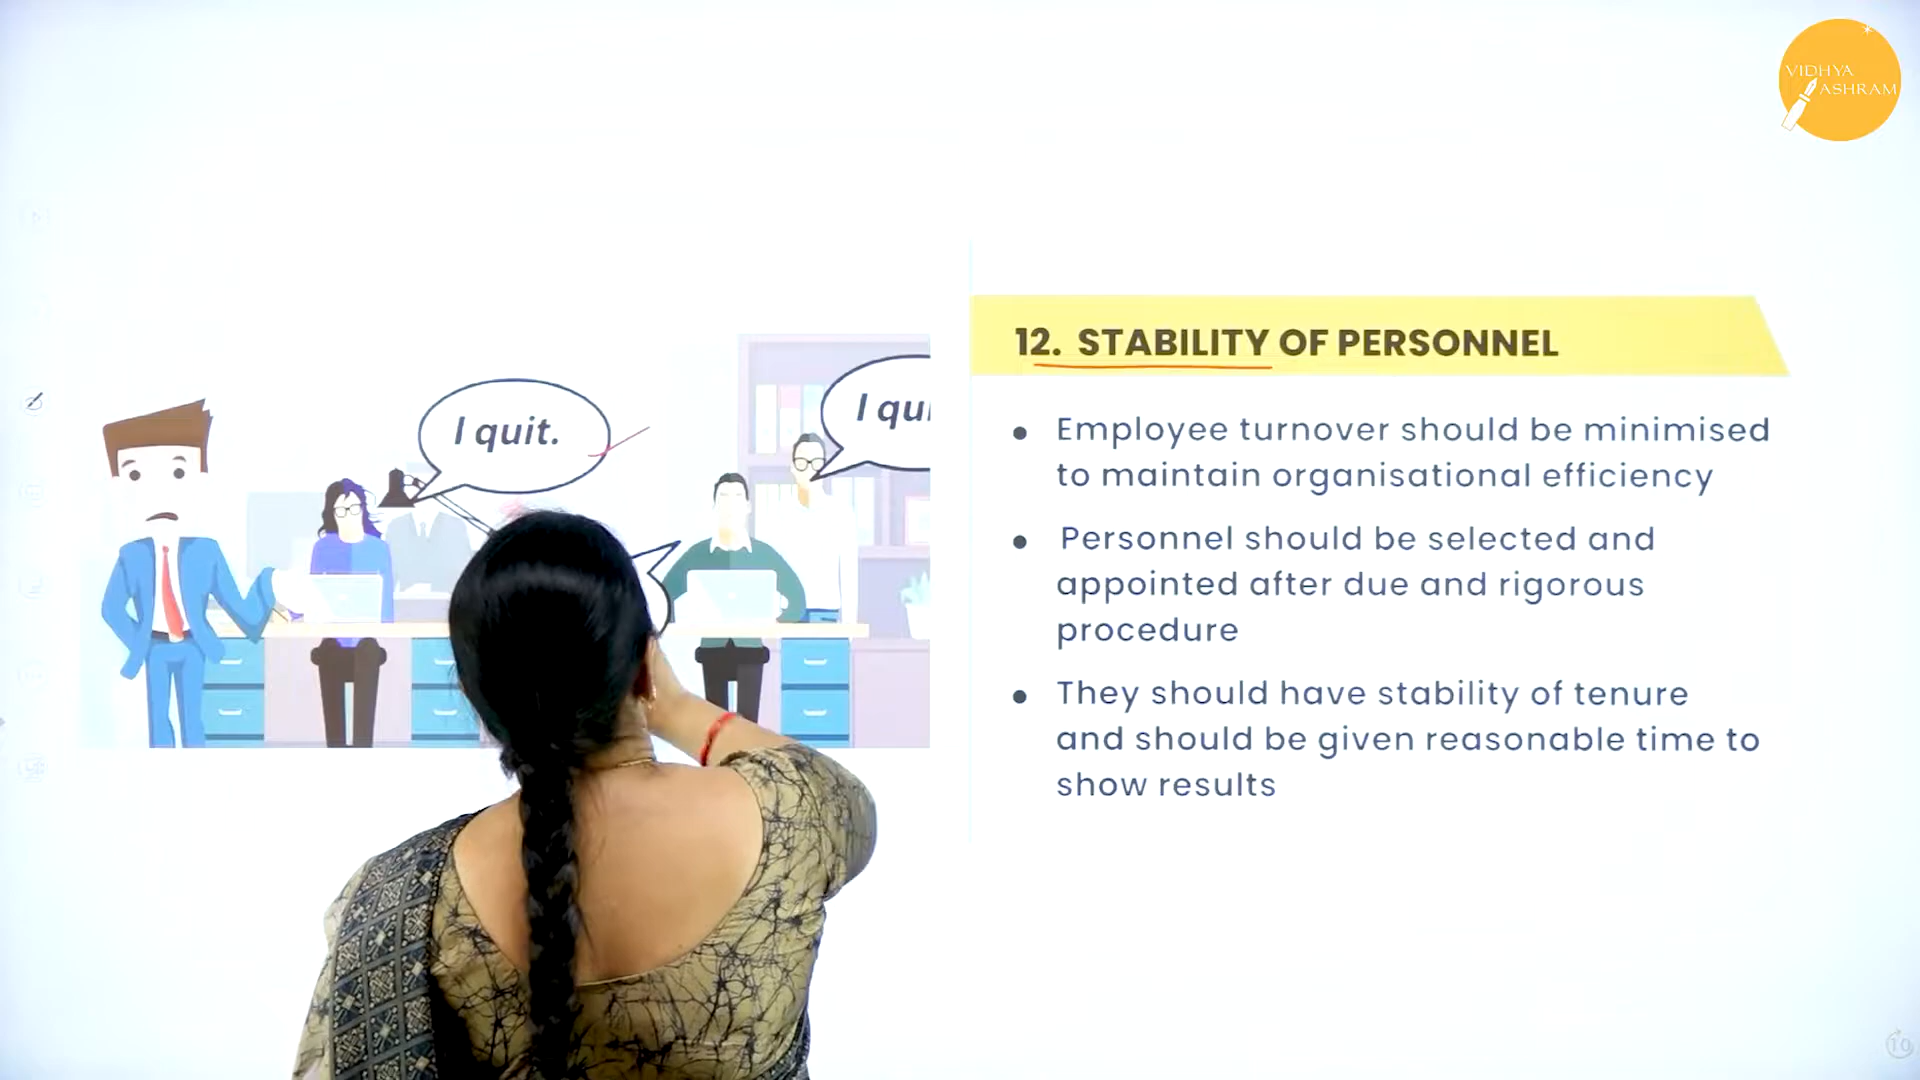 VIDHYA
ASHRAM
I quit.
I qui
12. STABILITY OF PERSONNEL
• Employee turnover should be minimised
to maintain organisational efficiency
• Personnel should be selected and
appointed after due and rigorous
procedure
• They should have stability of tenure
and should be given reasonable time to
show results
10